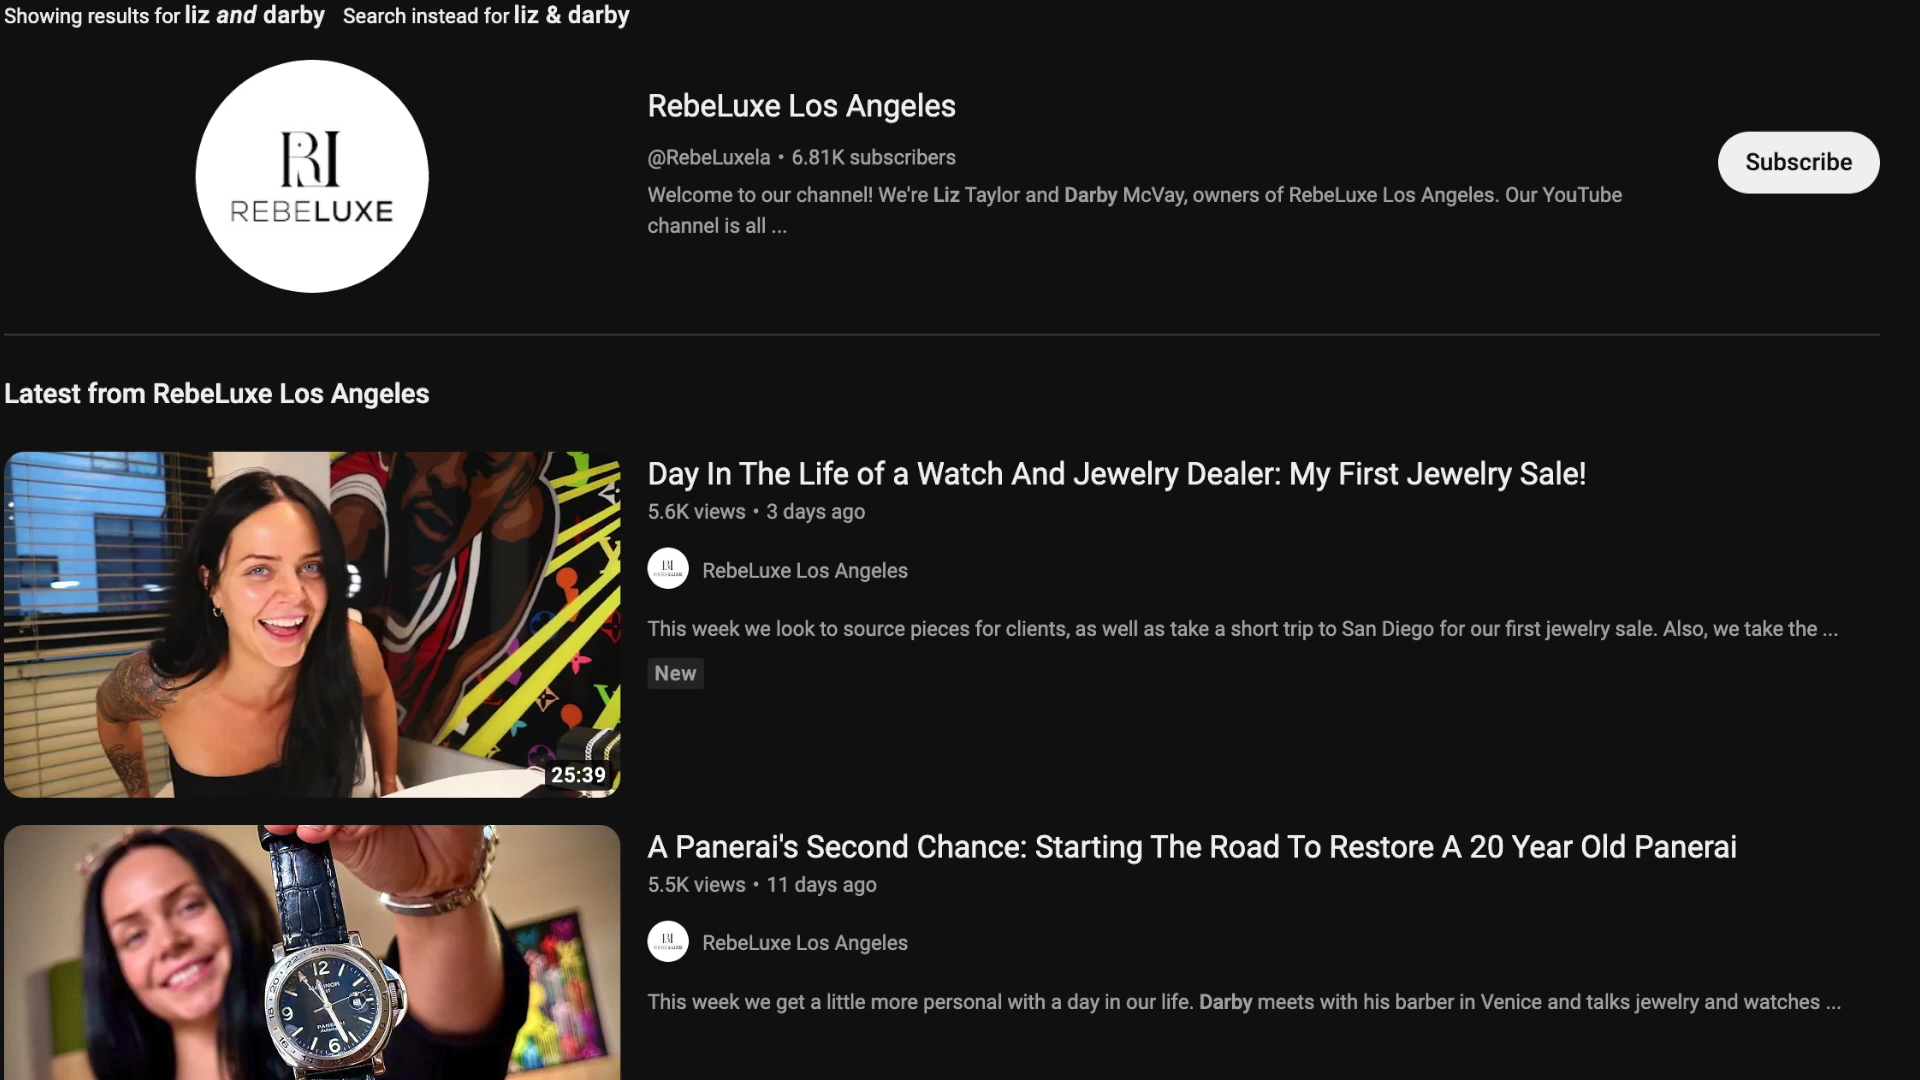 Showing results for liz and darby Search instead for liz & darby
RI
REBELUXE
RebeLuxe Los Angeles
@RebeLuxela • 6.81K subscribers
Welcome to our channel! We're Liz Taylor and Darby McVay, owners of RebeLuxe Los Angeles. Our YouTube
channel is all ...
Subscribe
Latest from RebeLuxe Los Angeles
25:39
Day In The Life of a Watch And Jewelry Dealer: My First Jewelry Sale!
5.6K views • 3 days ago
RebeLuxe Los Angeles
This week we look to source pieces for clients, as well as take a short trip to San Diego for our first jewelry sale. Also, we take the ...
New
A Panerai's Second Chance: Starting The Road To Restore A 20 Year Old Panerai
5.5K views • 11 days ago
RebeLuxe Los Angeles
This week we get a little more personal with a day in our life. Darby meets with his barber in Venice and talks jewelry and watches ...
12
9
6